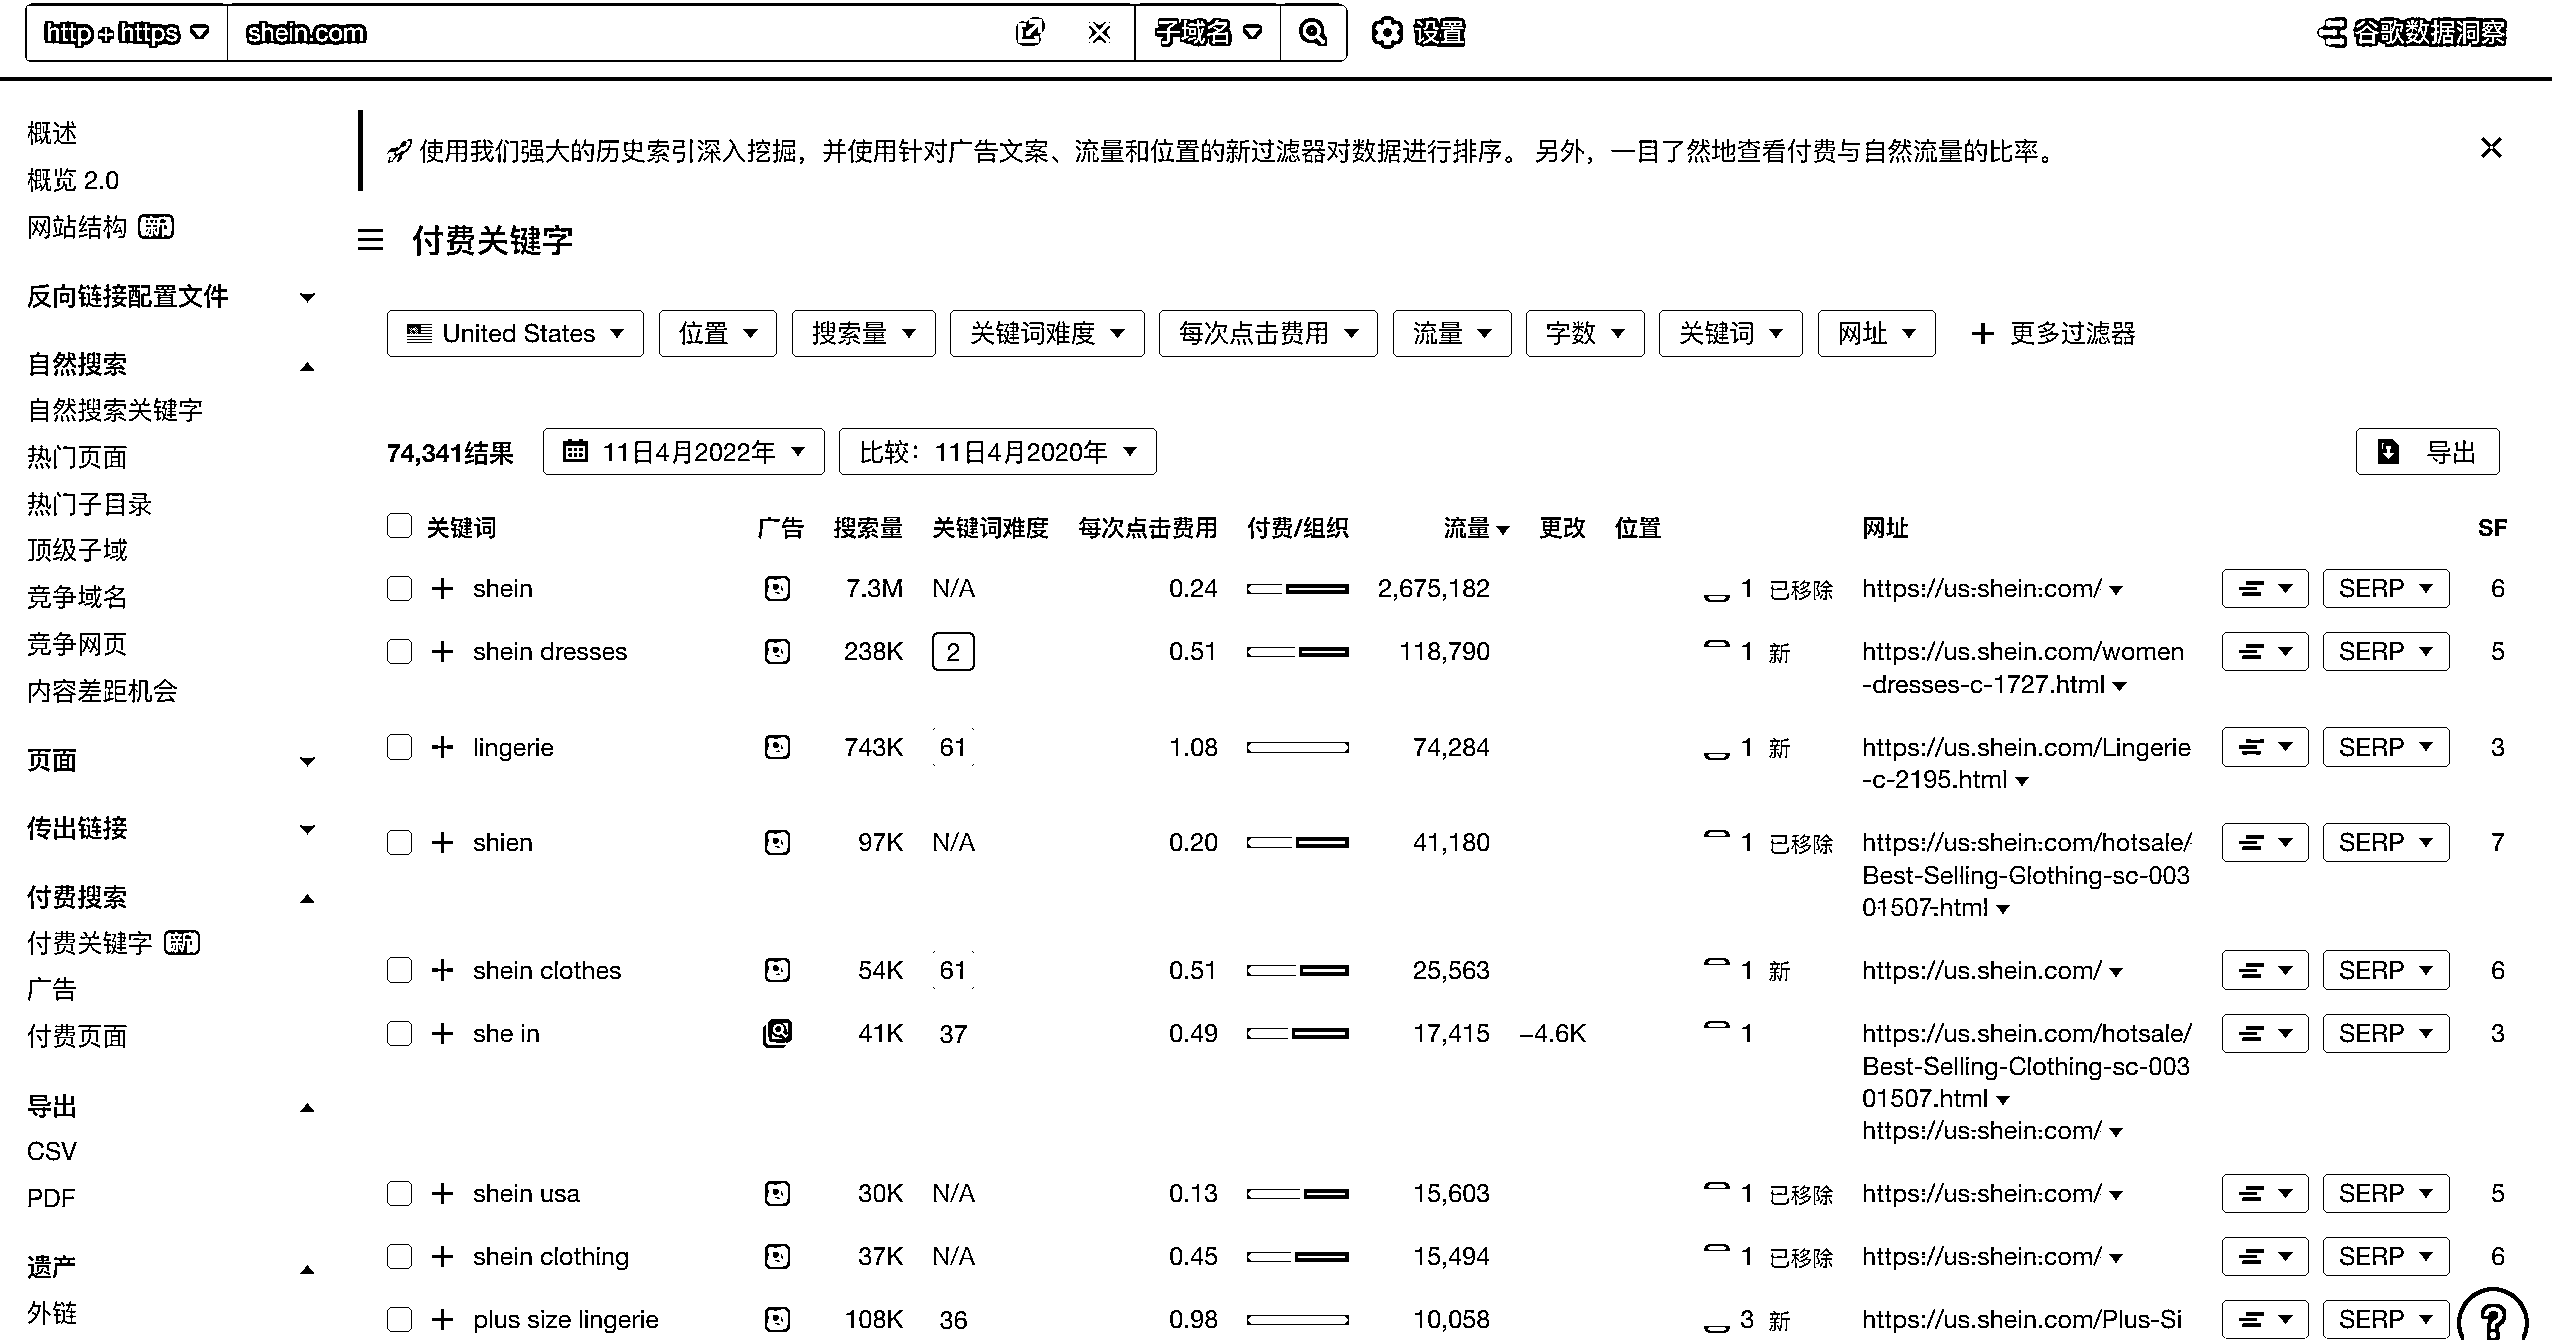 http + https
shein.com
子域名
设置
谷歌数据洞察
概述
概览 2.0
网站结构 新
反向链接配置文件
自然搜索
自然搜索关键字
热门页面
热门子目录
顶级子域
竞争域名
竞争网页
内容差距机会
页面
传出链接
付费搜索
付费关键字 新
广告
付费页面
导出
CSV
PDF
遗产
外链
使用我们强大的历史索引深入挖掘，并使用针对广告文案、流量和位置的新过滤器对数据进行排序。 另外，一目了然地查看付费与自然流量的比率。
付费关键字
United States 位置 搜索量 关键词难度 每次点击费用 流量 字数 关键词 网址 + 更多过滤器
74,341结果 11日4月2022年 比较：11日4月2020年 导出
关键词 广告 搜索量 关键词难度 每次点击费用 付费/组织 流量 更改 位置 网址 SF
shein 7.3M N/A 0.24 2,675,182 1 已移除 https://us.shein.com/ SERP 6
shein dresses 238K 2 0.51 118,790 1 新 https://us.shein.com/women SERP 5
-dresses-c-1727.html
lingerie 743K 61 1.08 74,284 1 新 https://us.shein.com/Lingerie SERP 3
-c-2195.html
shien 97K N/A 0.20 41,180 1 已移除 https://us.shein.com/hotsale/ SERP 7
Best-Selling-Clothing-sc-003
01507.html
shein clothes 54K 61 0.51 25,563 1 新 https://us.shein.com/ SERP 6
she in 41K 37 0.49 17,415 −4.6K 1 https://us.shein.com/hotsale/ SERP 3
Best-Selling-Clothing-sc-003
01507.html
https://us.shein.com/
shein usa 30K N/A 0.13 15,603 1 已移除 https://us.shein.com/ SERP 5
shein clothing 37K N/A 0.45 15,494 1 已移除 https://us.shein.com/ SERP 6
plus size lingerie 108K 36 0.98 10,058 3 新 https://us.shein.com/Plus-Si SERP
?